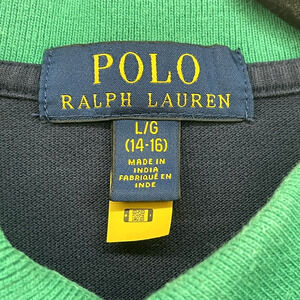 POLO
RALPH LAUREN
L/G
(14-16)
MADE IN
INDIA
FABRIQUÉ EN
INDE